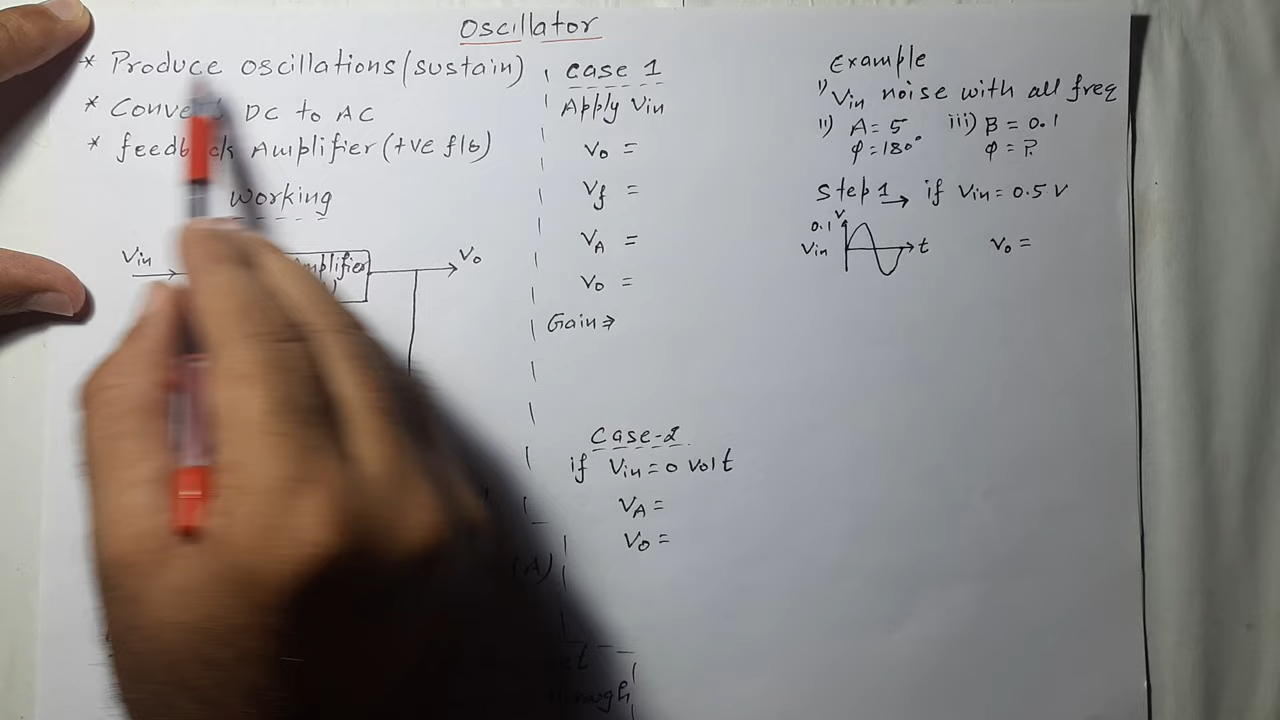 Oscillator
* Produce oscillations (sustain)
* DC to AC
* Amplifier (+ve f/b)
Working
Vin
Vo
case 1
Apply Vin
Vo =
Vf =
VA =
Vo =
Gain ⇒
Case-2
if Vin = 0 volt
VA =
Vo =
(A)
Example
i) Vin noise with all freq
ii) A = 5 iii) B = 0.1
φ = 180° φ = ?
Step 1 → if Vin = 0.5 V
V
0.1
Vin t Vo =